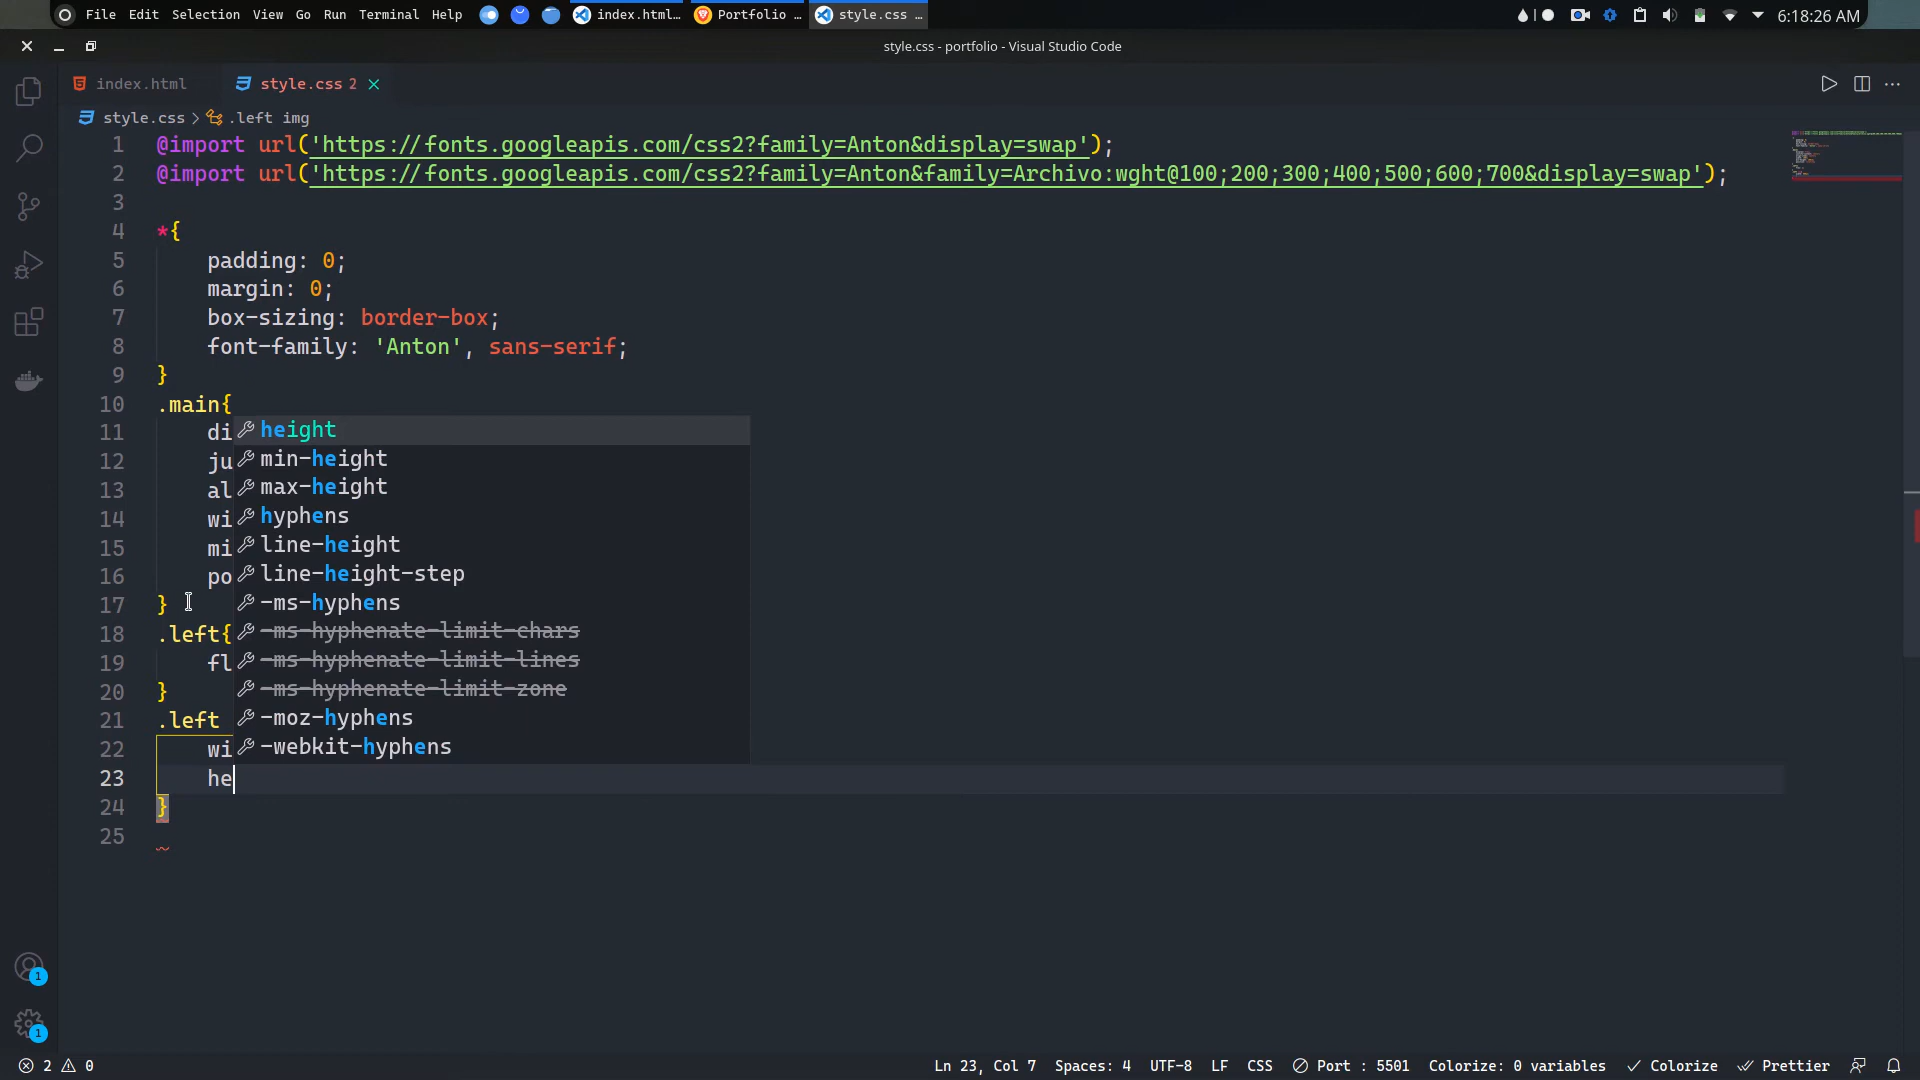 File Edit Selection View Go Run Terminal Help index.html... Portfolio ... style.css ... 6:18:26 AM
style.css - portfolio - Visual Studio Code
index.html style.css 2
style.css > .left img
1 @import url('https://fonts.googleapis.com/css2?family=Anton&display=swap');
2 @import url('https://fonts.googleapis.com/css2?family=Anton&family=Archivo:wght@100;200;300;400;500;600;700&display=swap');
3
4 *{
5 padding: 0;
6 margin: 0;
7 box-sizing: border-box;
8 font-family: 'Anton', sans-serif;
9 }
10 .main{
11 di
height
12 ju
min-height
13 al
max-height
14 wi
hyphens
15 mi
line-height
16 po
line-height-step
17 }
-ms-hyphens
18 .left{
-ms-hyphenate-limit-chars
19 fl
-ms-hyphenate-limit-lines
20 }
-ms-hyphenate-limit-zone
21 .left
-moz-hyphens
22 wi
-webkit-hyphens
23 he
24 }
25
1
1
2 0 Ln 23, Col 7 Spaces: 4 UTF-8 LF CSS Port : 5501 Colorize: 0 variables Colorize Prettier